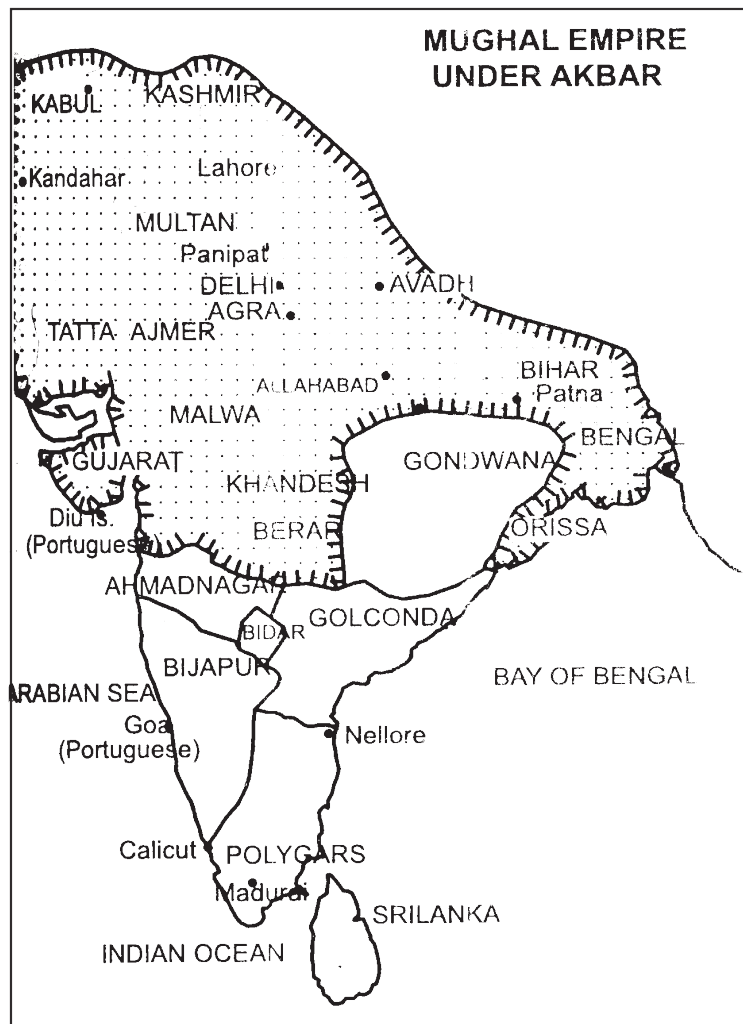 MUGHAL EMPIRE
UNDER AKBAR
KABUL
KASHMIR
Kandahar
Lahore
MULTAN
Panipat
DELHI
AVADH
AGRA
TATTA AJMER
ALLAHABAD
BIHAR
Patna
MALWA
BENGAL
GUJARAT
GONDWANA
KHANDESH
Diu Is.
(Portuguese)
BERAR
ORISSA
AHMADNAGAR
GOLCONDA
BIDAR
BIJAPUR
BAY OF BENGAL
ARABIAN SEA
Goa
(Portuguese)
Nellore
Calicut
POLYGARS
Madurai
SRILANKA
INDIAN OCEAN